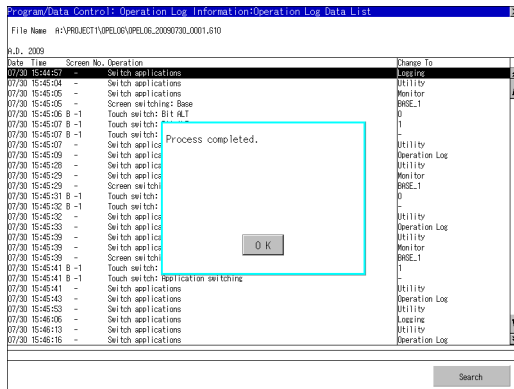 Program/Data Control: Operation Log Information:Operation Log Data List
File Name A:\PROJECT1\OPEL06\OPEL06_20090730_0001.G10
A.D. 2009
Date Time Screen No. Operation Change To
07/30 15:44:57 - Switch applications Logging
07/30 15:45:04 - Switch applications Utility
07/30 15:45:05 - Switch applications Monitor
07/30 15:45:05 - Screen switching: Base BASE_1
07/30 15:45:06 B -1 Touch switch: Bit ALT 0
07/30 15:45:07 B -1 Touch switch: 1
07/30 15:45:07 B -1 Touch switch: -
Process completed.
07/30 15:45:07 - Switch applica Utility
07/30 15:45:09 - Switch applica Operation Log
07/30 15:45:28 - Switch applica Utility
07/30 15:45:29 - Switch applica Monitor
07/30 15:45:29 - Screen switchi BASE_1
07/30 15:45:31 B -1 Touch switch: 0
07/30 15:45:32 B -1 Touch switch: -
07/30 15:45:32 - Switch applica Utility
07/30 15:45:33 - Switch applica Operation Log
07/30 15:45:39 - Switch applica Utility
OK
07/30 15:45:39 - Switch applica Monitor
07/30 15:45:39 - Screen switchi BASE_1
07/30 15:45:41 B -1 Touch switch: 1
07/30 15:45:41 B -1 Touch switch: Application switching -
07/30 15:45:41 - Switch applications Utility
07/30 15:45:43 - Switch applications Operation Log
07/30 15:45:53 - Switch applications Utility
07/30 15:46:06 - Switch applications Logging
07/30 15:46:13 - Switch applications Utility
07/30 15:46:16 - Switch applications Operation Log
Search